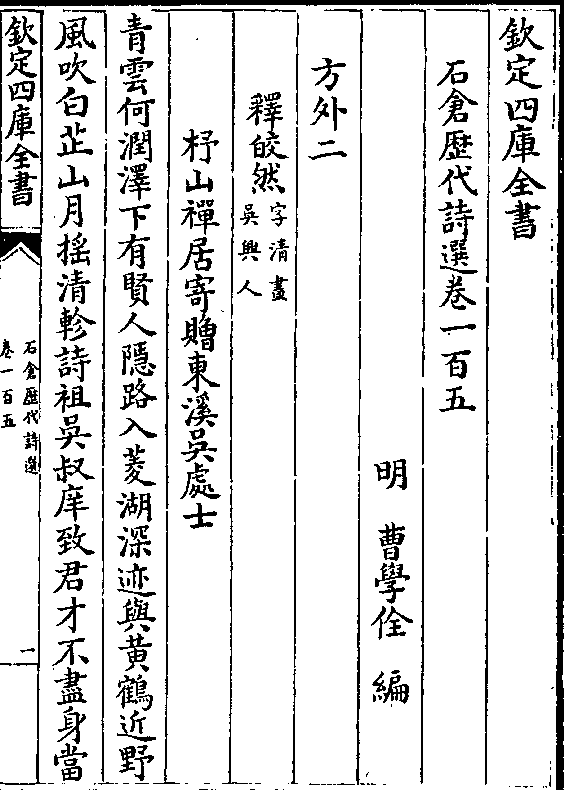 欽定四庫全書
石倉歷代詩選卷一百五
明 曹學佺 編
方外二
釋皎然 字清晝
吳興人
杼山禪居寄贈東溪吳處士
青雲何潤澤下有賢人隱路入菱湖深迹與黄鶴近野
風吹白芷山月搖清軫詩祖吳叔庠致君才不盡身當
欽定四庫全書
石倉歷代詩選
卷一百五
一